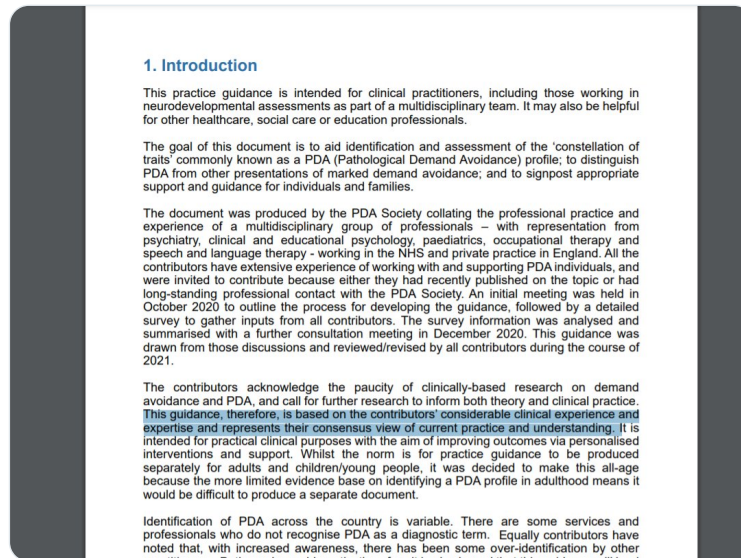 1. Introduction
This practice guidance is intended for clinical practitioners, including those working in
neurodevelopmental assessments as part of a multidisciplinary team. It may also be helpful
for other healthcare, social care or education professionals.
The goal of this document is to aid identification and assessment of the ‘constellation of
traits’ commonly known as a PDA (Pathological Demand Avoidance) profile; to distinguish
PDA from other presentations of marked demand avoidance; and to signpost appropriate
support and guidance for individuals and families.
The document was produced by the PDA Society collating the professional practice and
experience of a multidisciplinary group of professionals – with representation from
psychiatry, clinical and educational psychology, paediatrics, occupational therapy and
speech and language therapy - working in the NHS and private practice in England. All the
contributors have extensive experience of working with and supporting PDA individuals, and
were invited to contribute because either they had recently published on the topic or had
long-standing professional contact with the PDA Society. An initial meeting was held in
October 2020 to outline the process for developing the guidance, followed by a detailed
survey to gather inputs from all contributors. The survey information was analysed and
summarised with a further consultation meeting in December 2020. This guidance was
drawn from those discussions and reviewed/revised by all contributors during the course of
2021.
The contributors acknowledge the paucity of clinically-based research on demand
avoidance and PDA, and call for further research to inform both theory and clinical practice.
This guidance, therefore, is based on the contributors’ considerable clinical experience and
expertise and represents their consensus view of current practice and understanding. It is
intended for practical clinical purposes with the aim of improving outcomes via personalised
interventions and support. Whilst the norm is for practice guidance to be produced
separately for adults and children/young people, it was decided to make this all-age
because the more limited evidence base on identifying a PDA profile in adulthood means it
would be difficult to produce a separate document.
Identification of PDA across the country is variable. There are some services and
professionals who do not recognise PDA as a diagnostic term. Equally contributors have
noted that, with increased awareness, there has been some over-identification by other